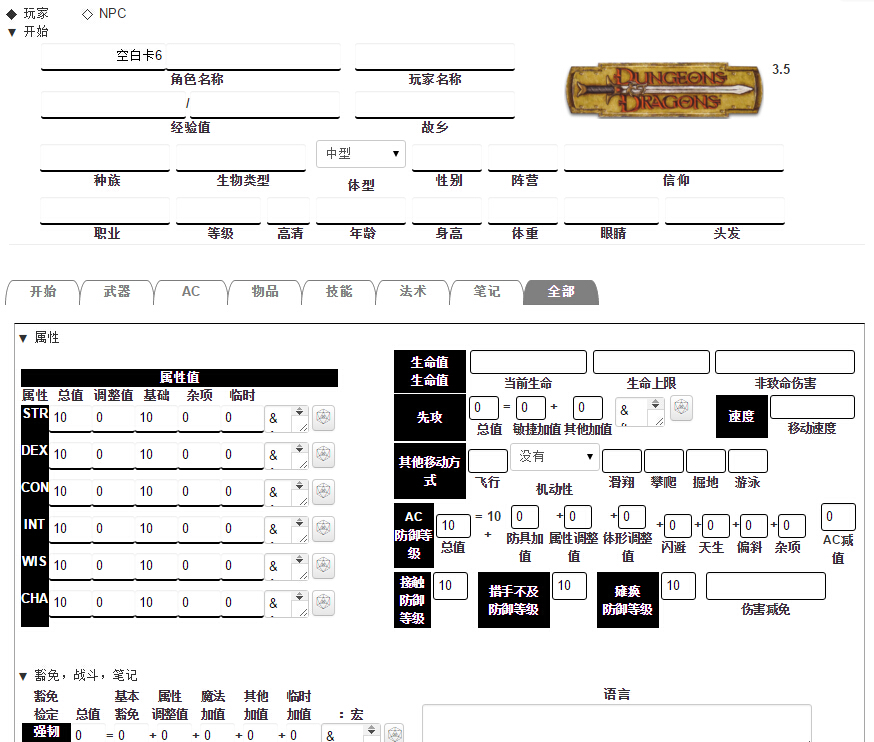 ◆ 玩家 ◇ NPC
▼ 开始
空白卡6
角色名称 玩家名称
DUNGEONS DRAGONS 3.5
/
经验值 故乡
中型 ▼
种族 生物类型 体型 性别 阵营 信仰
职业 等级 高清 年龄 身高 体重 眼睛 头发
开始 武器 AC 物品 技能 法术 笔记 全部
▼ 属性
属性值
属性 总值 调整值 基础 杂项 临时
STR 10 0 10 0 0 &
DEX 10 0 10 0 0 &
CON 10 0 10 0 0 &
INT 10 0 10 0 0 &
WIS 10 0 10 0 0 &
CHA 10 0 10 0 0 &
生命值
生命值
当前生命 生命上限 非致命伤害
先攻 0 = 0 + 0 &
总值 敏捷加值 其他加值
速度
移动速度
其他移动方式
没有 ▼
飞行 机动性 滑翔 攀爬 掘地 游泳
AC
防御等级
10 = 10 + 0 + 0 + 0 + 0 + 0 + 0 + 0 0
总值 防具加值 属性调整值 体形调整值 闪避 天生 偏斜 杂项 AC减值
接触防御等级 10
措手不及防御等级 10
瘫痪防御等级 10
伤害减免
▼ 豁免，战斗，笔记
豁免检定 总值 基本豁免 属性调整值 魔法加值 其他加值 临时加值 ：宏
强韧 0 = 0 + 0 + 0 + 0 + 0 &
语言